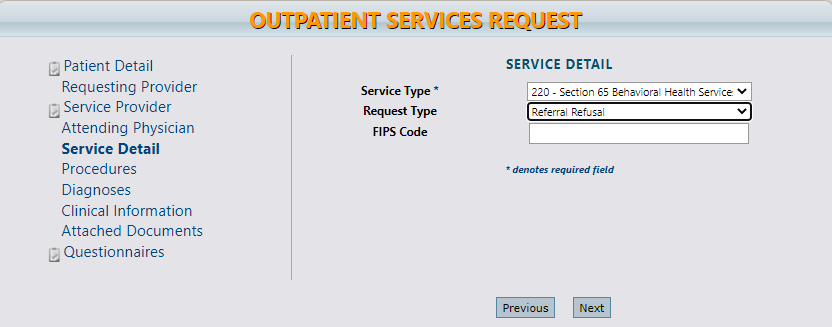 OUTPATIENT SERVICES REQUEST
Patient Detail
Requesting Provider
Service Provider
Attending Physician
Service Detail
Procedures
Diagnoses
Clinical Information
Attached Documents
Questionnaires
SERVICE DETAIL
Service Type * 220 - Section 65 Behavioral Health Services
Request Type Referral Refusal
FIPS Code
* denotes required field
Previous Next